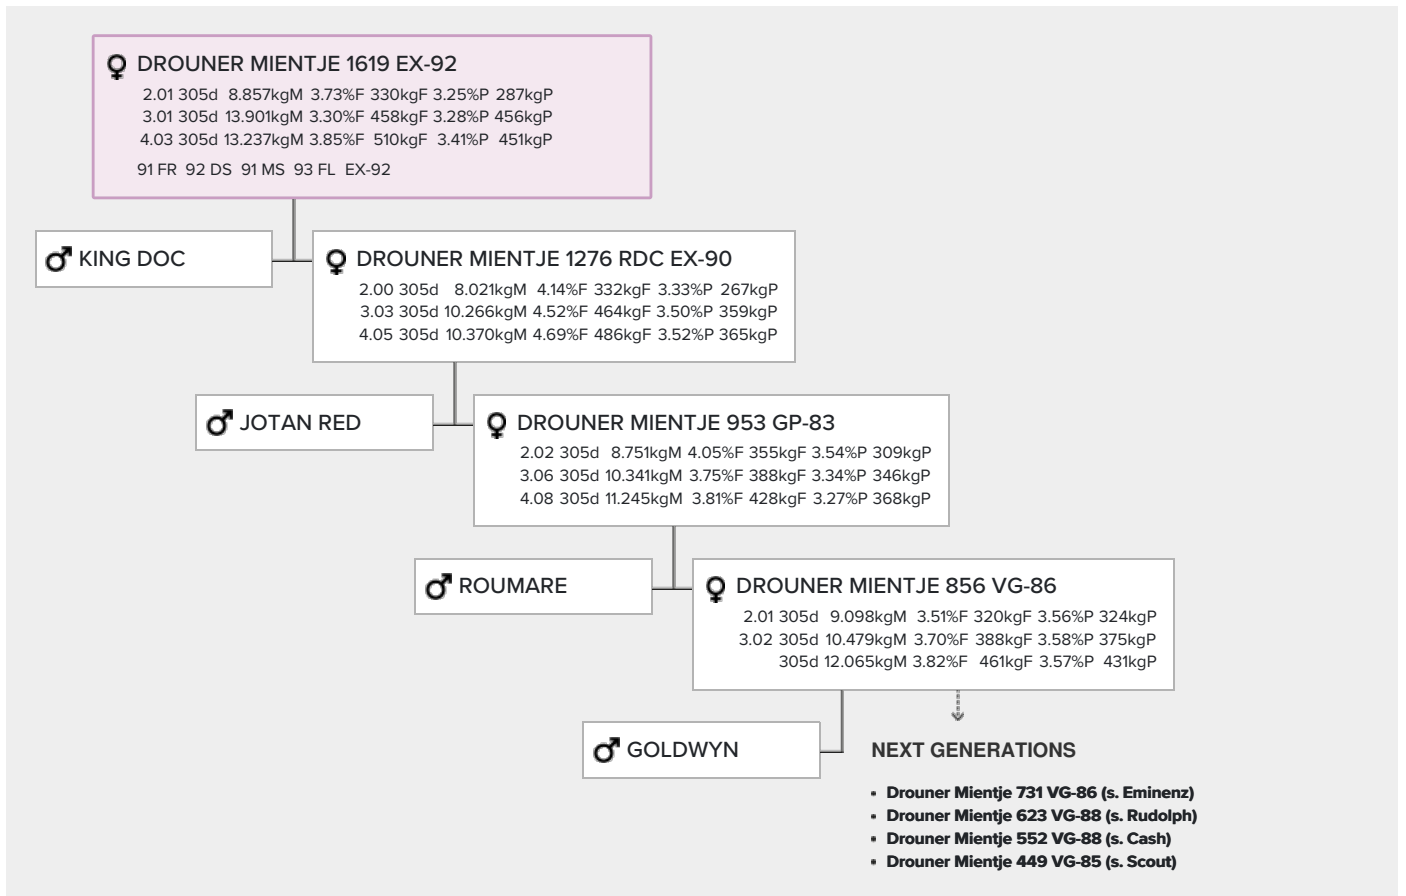 DROUNER MIENTJE 1619 EX-92
2.01 305d 8.857kgM 3.73%F 330kgF 3.25%P 287kgP
3.01 305d 13.901kgM 3.30%F 458kgF 3.28%P 456kgP
4.03 305d 13.237kgM 3.85%F 510kgF 3.41%P 451kgP
91 FR 92 DS 91 MS 93 FL EX-92
KING DOC
DROUNER MIENTJE 1276 RDC EX-90
2.00 305d 8.021kgM 4.14%F 332kgF 3.33%P 267kgP
3.03 305d 10.266kgM 4.52%F 464kgF 3.50%P 359kgP
4.05 305d 10.370kgM 4.69%F 486kgF 3.52%P 365kgP
JOTAN RED
DROUNER MIENTJE 953 GP-83
2.02 305d 8.751kgM 4.05%F 355kgF 3.54%P 309kgP
3.06 305d 10.341kgM 3.75%F 388kgF 3.34%P 346kgP
4.08 305d 11.245kgM 3.81%F 428kgF 3.27%P 368kgP
ROUMARE
DROUNER MIENTJE 856 VG-86
2.01 305d 9.098kgM 3.51%F 320kgF 3.56%P 324kgP
3.02 305d 10.479kgM 3.70%F 388kgF 3.58%P 375kgP
305d 12.065kgM 3.82%F 461kgF 3.57%P 431kgP
GOLDWYN
NEXT GENERATIONS
Drouner Mientje 731 VG-86 (s. Eminenz)
Drouner Mientje 623 VG-88 (s. Rudolph)
Drouner Mientje 552 VG-88 (s. Cash)
Drouner Mientje 449 VG-85 (s. Scout)